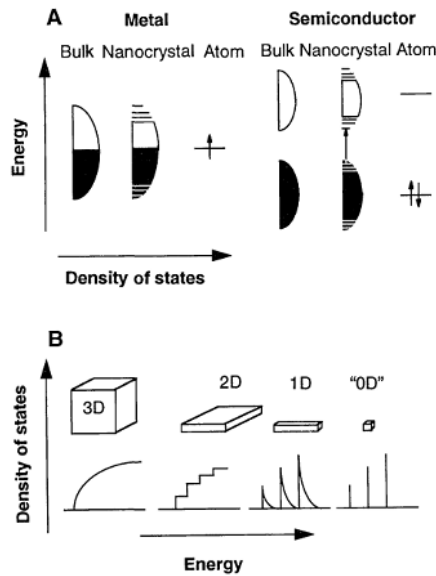 A
Metal
Semiconductor
Bulk Nanocrystal Atom
Bulk Nanocrystal Atom
Energy
Density of states
B
3D
2D
1D
"0D"
Density of states
Energy